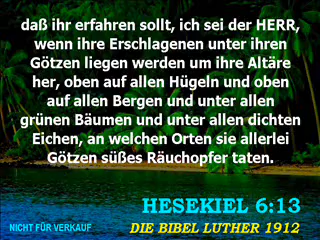 daß ihr erfahren sollt, ich sei der HERR,
wenn ihre Erschlagenen unter ihren
Götzen liegen werden um ihre Altäre
her, oben auf allen Hügeln und oben
auf allen Bergen und unter allen
grünen Bäumen und unter allen dichten
Eichen, an welchen Orten sie allerlei
Götzen süßes Räuchopfer taten.
HESEKIEL 6:13
NICHT FÜR VERKAUF DIE BIBEL LUTHER 1912